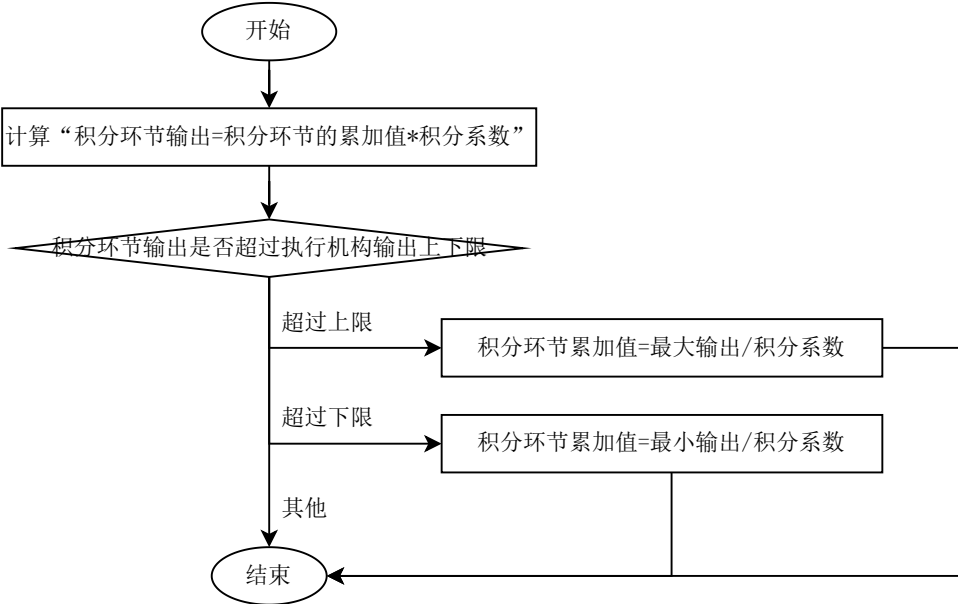 开始
计算“积分环节输出=积分环节的累加值*积分系数”
积分环节输出是否超过执行机构输出上下限
超过上限
积分环节累加值=最大输出/积分系数
超过下限
积分环节累加值=最小输出/积分系数
其他
结束